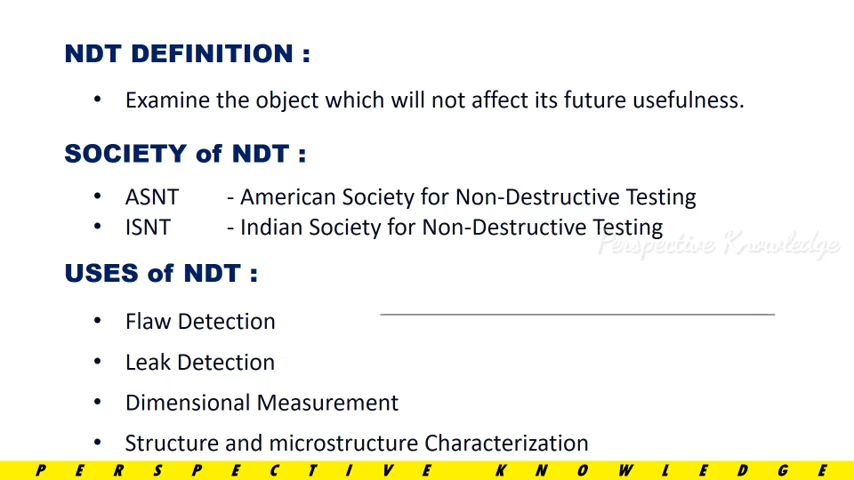 NDT DEFINITION :
• Examine the object which will not affect its future usefulness.
SOCIETY of NDT :
• ASNT - American Society for Non-Destructive Testing
• ISNT - Indian Society for Non-Destructive Testing
Perspective Knowledge
USES of NDT :
• Flaw Detection
• Leak Detection
• Dimensional Measurement
• Structure and microstructure Characterization
PERSPECTIVE KNOWLEDGE